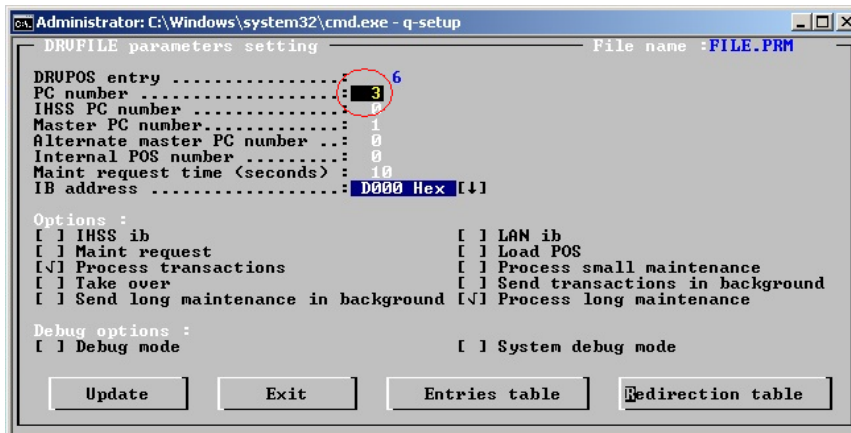 Administrator: C:\Windows\system32\cmd.exe - q-setup
DRVFILE parameters setting File name :FILE.PRM
DRVPOS entry ................: 6
PC number ...................: 3
IHSS PC number ..............: 0
Master PC number.............: 1
Alternate master PC number ..: 0
Internal POS number .........: 0
Maint request time (seconds) : 10
IB address ..................: D000 Hex [↓]
Options :
[ ] IHSS ib [ ] LAN ib
[ ] Maint request [ ] Load POS
[√] Process transactions [ ] Process small maintenance
[ ] Take over [ ] Send transactions in background
[ ] Send long maintenance in background [√] Process long maintenance
Debug options :
[ ] Debug mode [ ] System debug mode
Update Exit Entries table Redirection table